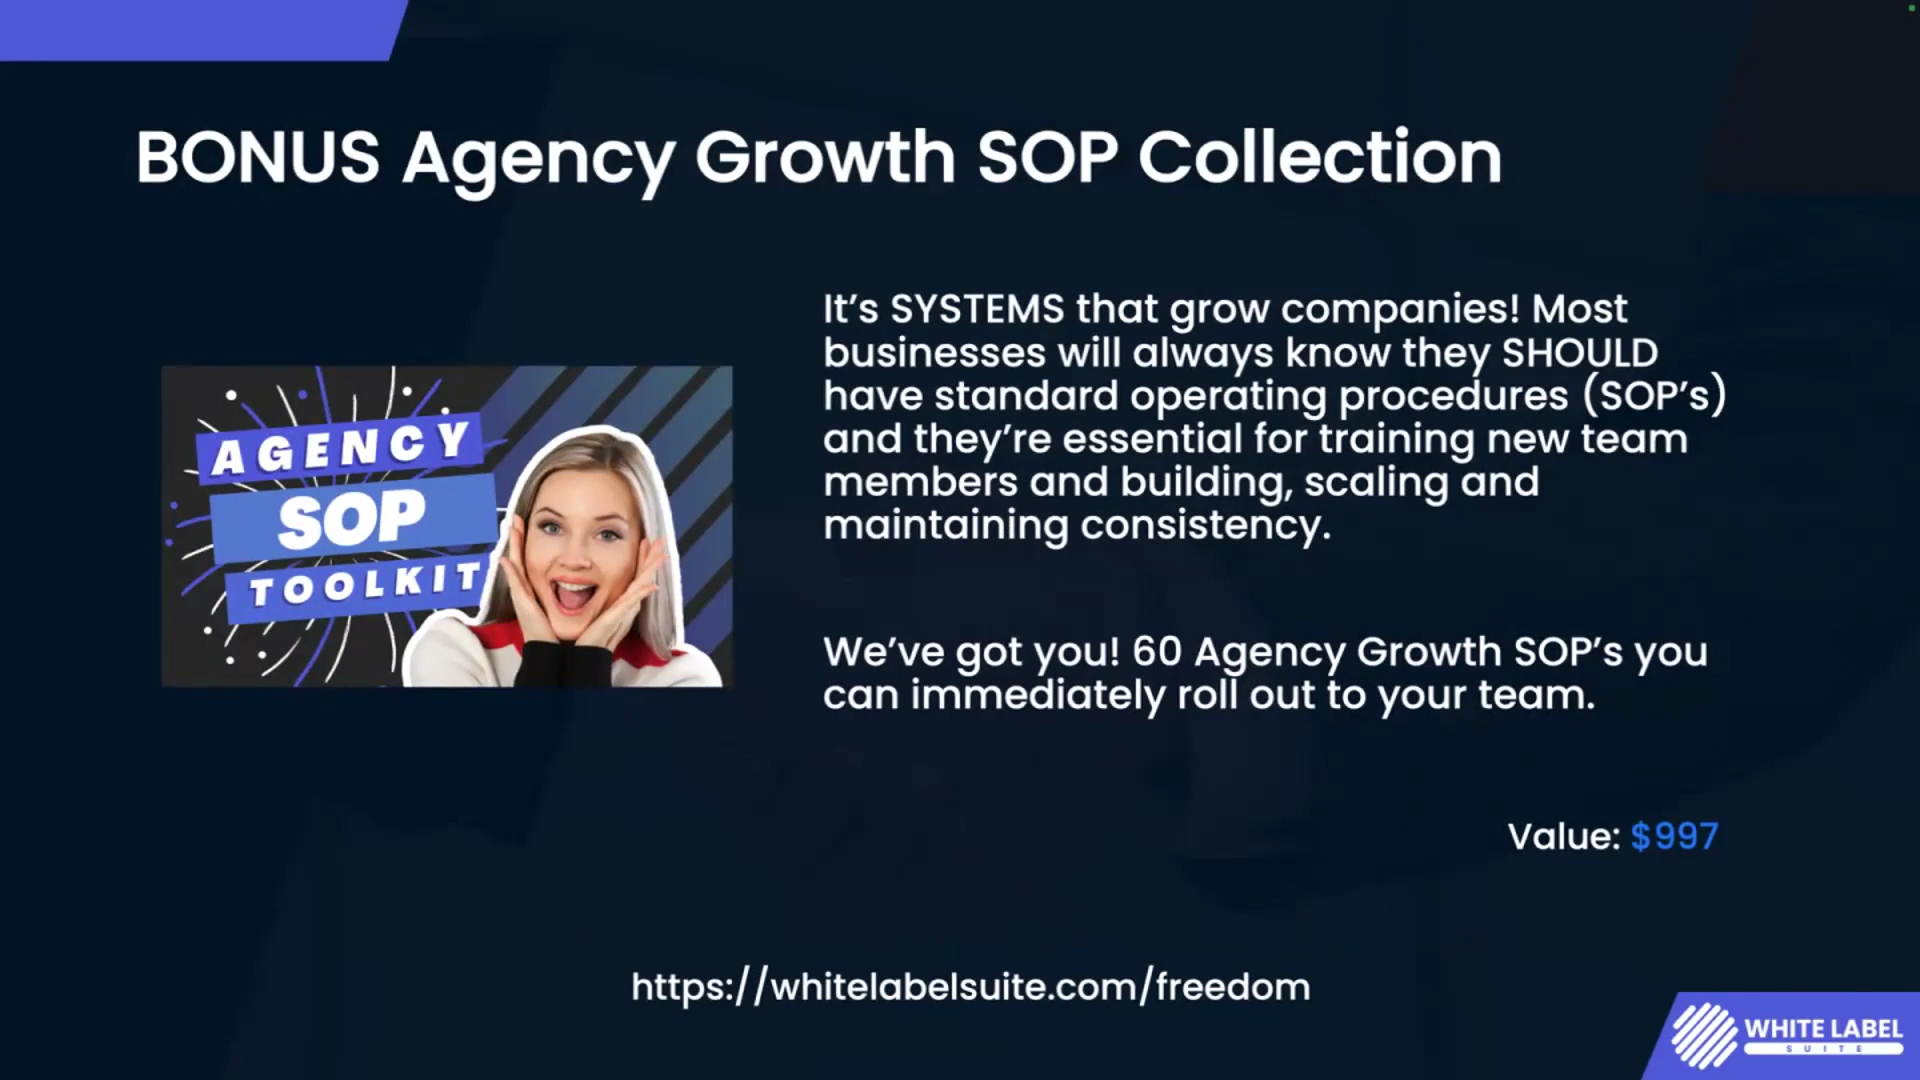 BONUS Agency Growth SOP Collection
AGENCY
SOP
TOOLKIT
It’s SYSTEMS that grow companies! Most
businesses will always know they SHOULD
have standard operating procedures (SOP’s)
and they’re essential for training new team
members and building, scaling and
maintaining consistency.
We’ve got you! 60 Agency Growth SOP’s you
can immediately roll out to your team.
Value: $997
https://whitelabelsuite.com/freedom
WHITE LABEL
SUITE